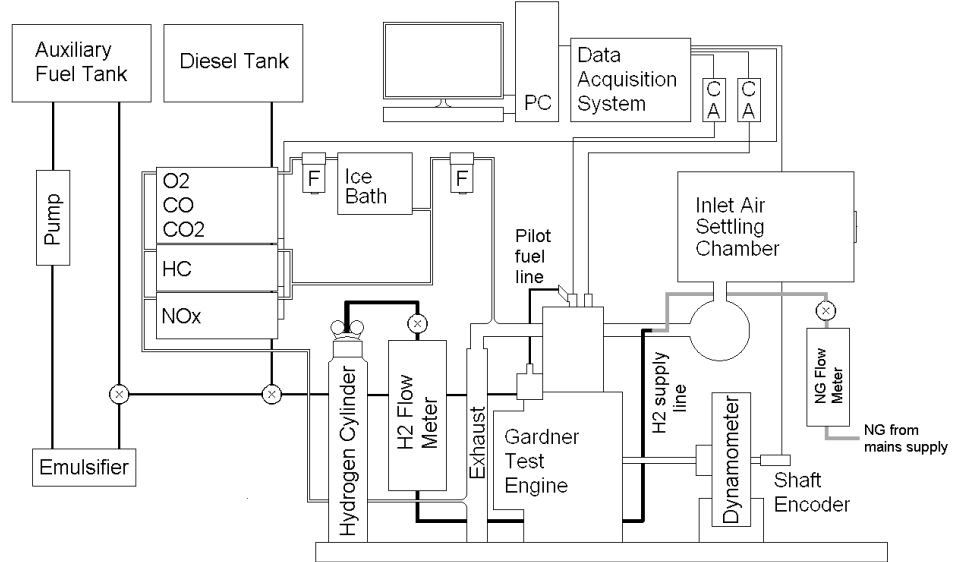 Auxiliary
Fuel Tank
Diesel Tank
PC
Data
Acquisition
System
C
A
C
A
O2
CO
CO2
F
Ice
Bath
F
Inlet Air
Settling
Chamber
Pump
HC
NOx
Pilot
fuel
line
Hydrogen Cylinder
H2 Flow
Meter
Exhaust
Gardner
Test
Engine
H2 supply
line
Dynamometer
NG Flow
Meter
NG from
mains supply
Shaft
Encoder
Emulsifier